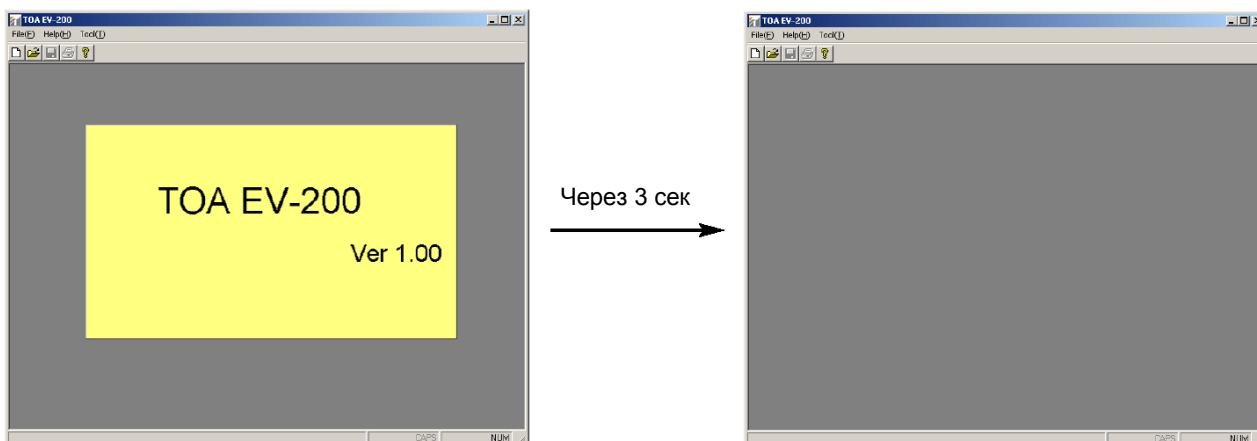 TOA EV-200
File(F) Help(H) Tool(T)
TOA EV-200
Ver 1.00
CAPS NUM
Через 3 сек
TOA EV-200
File(F) Help(H) Tool(T)
CAPS NUM